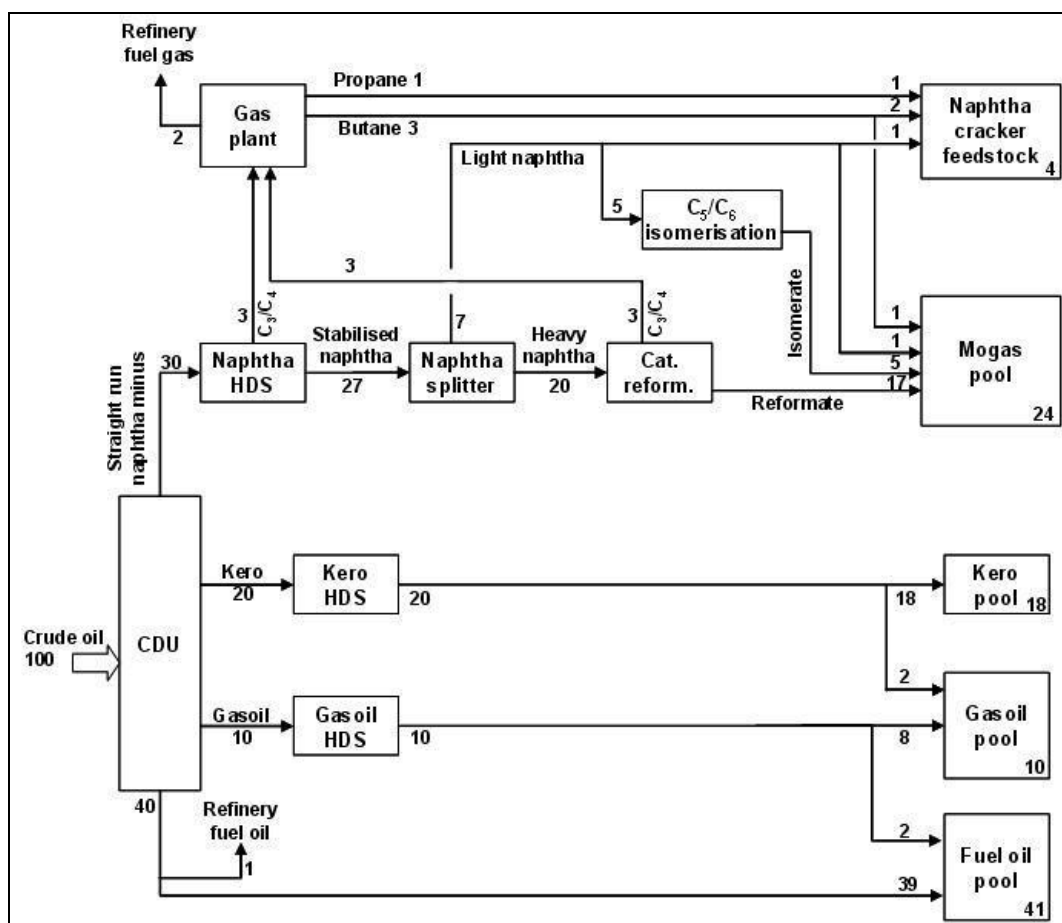 Refinery
fuel gas
2
Gas
plant
Propane 1
Butane 3
1
2
1
Naphtha
cracker
feedstock
4
Light naphtha
5
C₅/C₆
isomerisation
3
3
C₃/C₄
3
C₃/C₄
7
Isomerate
1
1
5
17
Mogas
pool
24
30
Straight run
naphtha minus
Naphtha
HDS
Stabilised
naphtha
27
Naphtha
splitter
Heavy
naphtha
20
Cat.
reform.
Reformate
Crude oil
100
CDU
Kero
20
Kero
HDS
20
18
Kero
pool
18
2
Gasoil
10
Gasoil
HDS
10
8
Gasoil
pool
10
40
Refinery
fuel oil
1
2
39
Fuel oil
pool
41